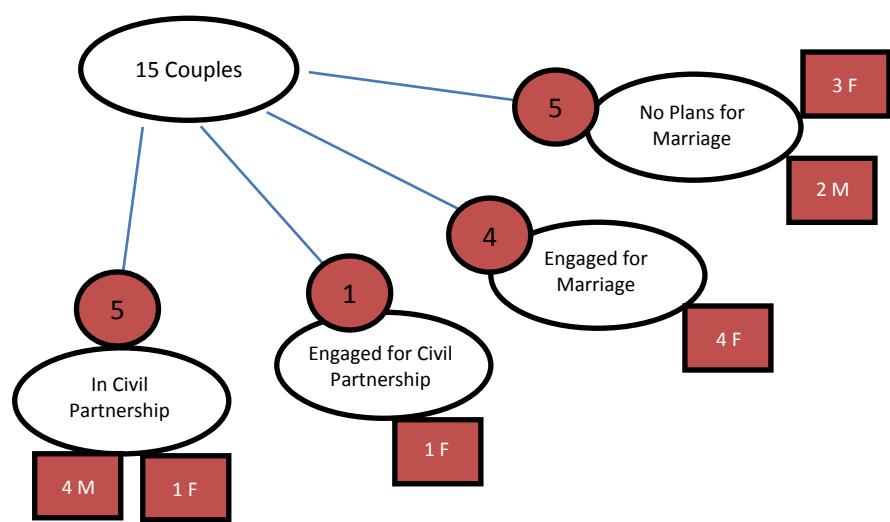 15 Couples
5
No Plans for
Marriage
3 F
2 M
4
Engaged for
Marriage
4 F
1
Engaged for Civil
Partnership
1 F
5
In Civil
Partnership
4 M
1 F